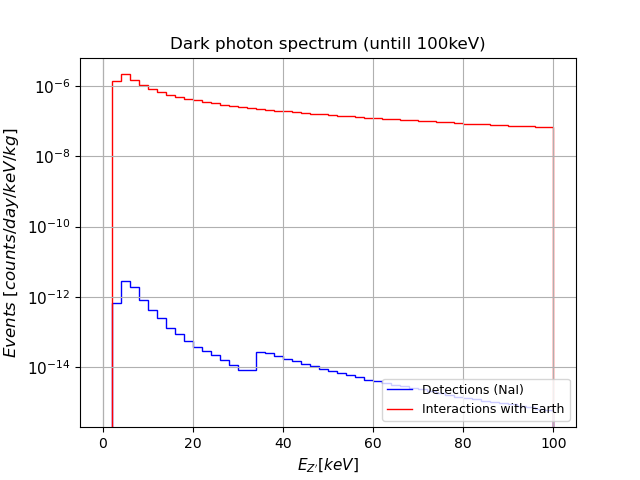 Dark photon spectrum (untill 100keV)
Events [counts/day/keV/kg]
10⁻⁶
10⁻⁸
10⁻¹⁰
10⁻¹²
10⁻¹⁴
Detections (NaI)
Interactions with Earth
0 20 40 60 80 100
E_{Z'}[keV]